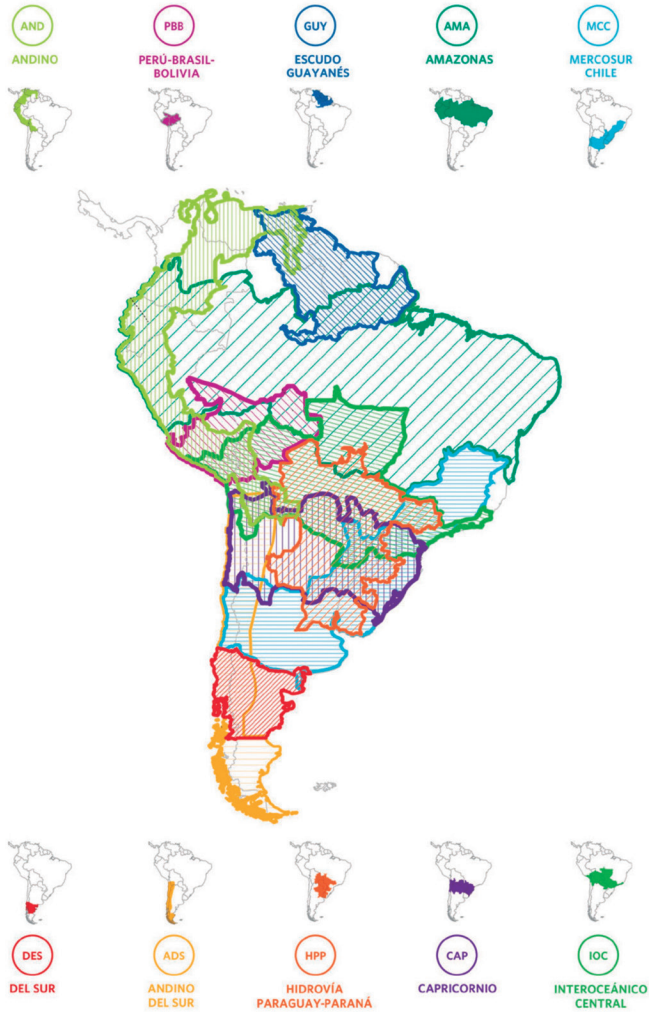 AND
PBB
GUY
AMA
MCC
ANDINO
PERÚ-BRASIL-
BOLIVIA
ESCUDO
GUAYANÉS
AMAZONAS
MERCOSUR
CHILE
DES
ADS
HPP
CAP
IOC
DEL SUR
ANDINO
DEL SUR
HIDROVÍA
PARAGUAY-PARANÁ
CAPRICORNIO
INTEROCEÁNICO
CENTRAL